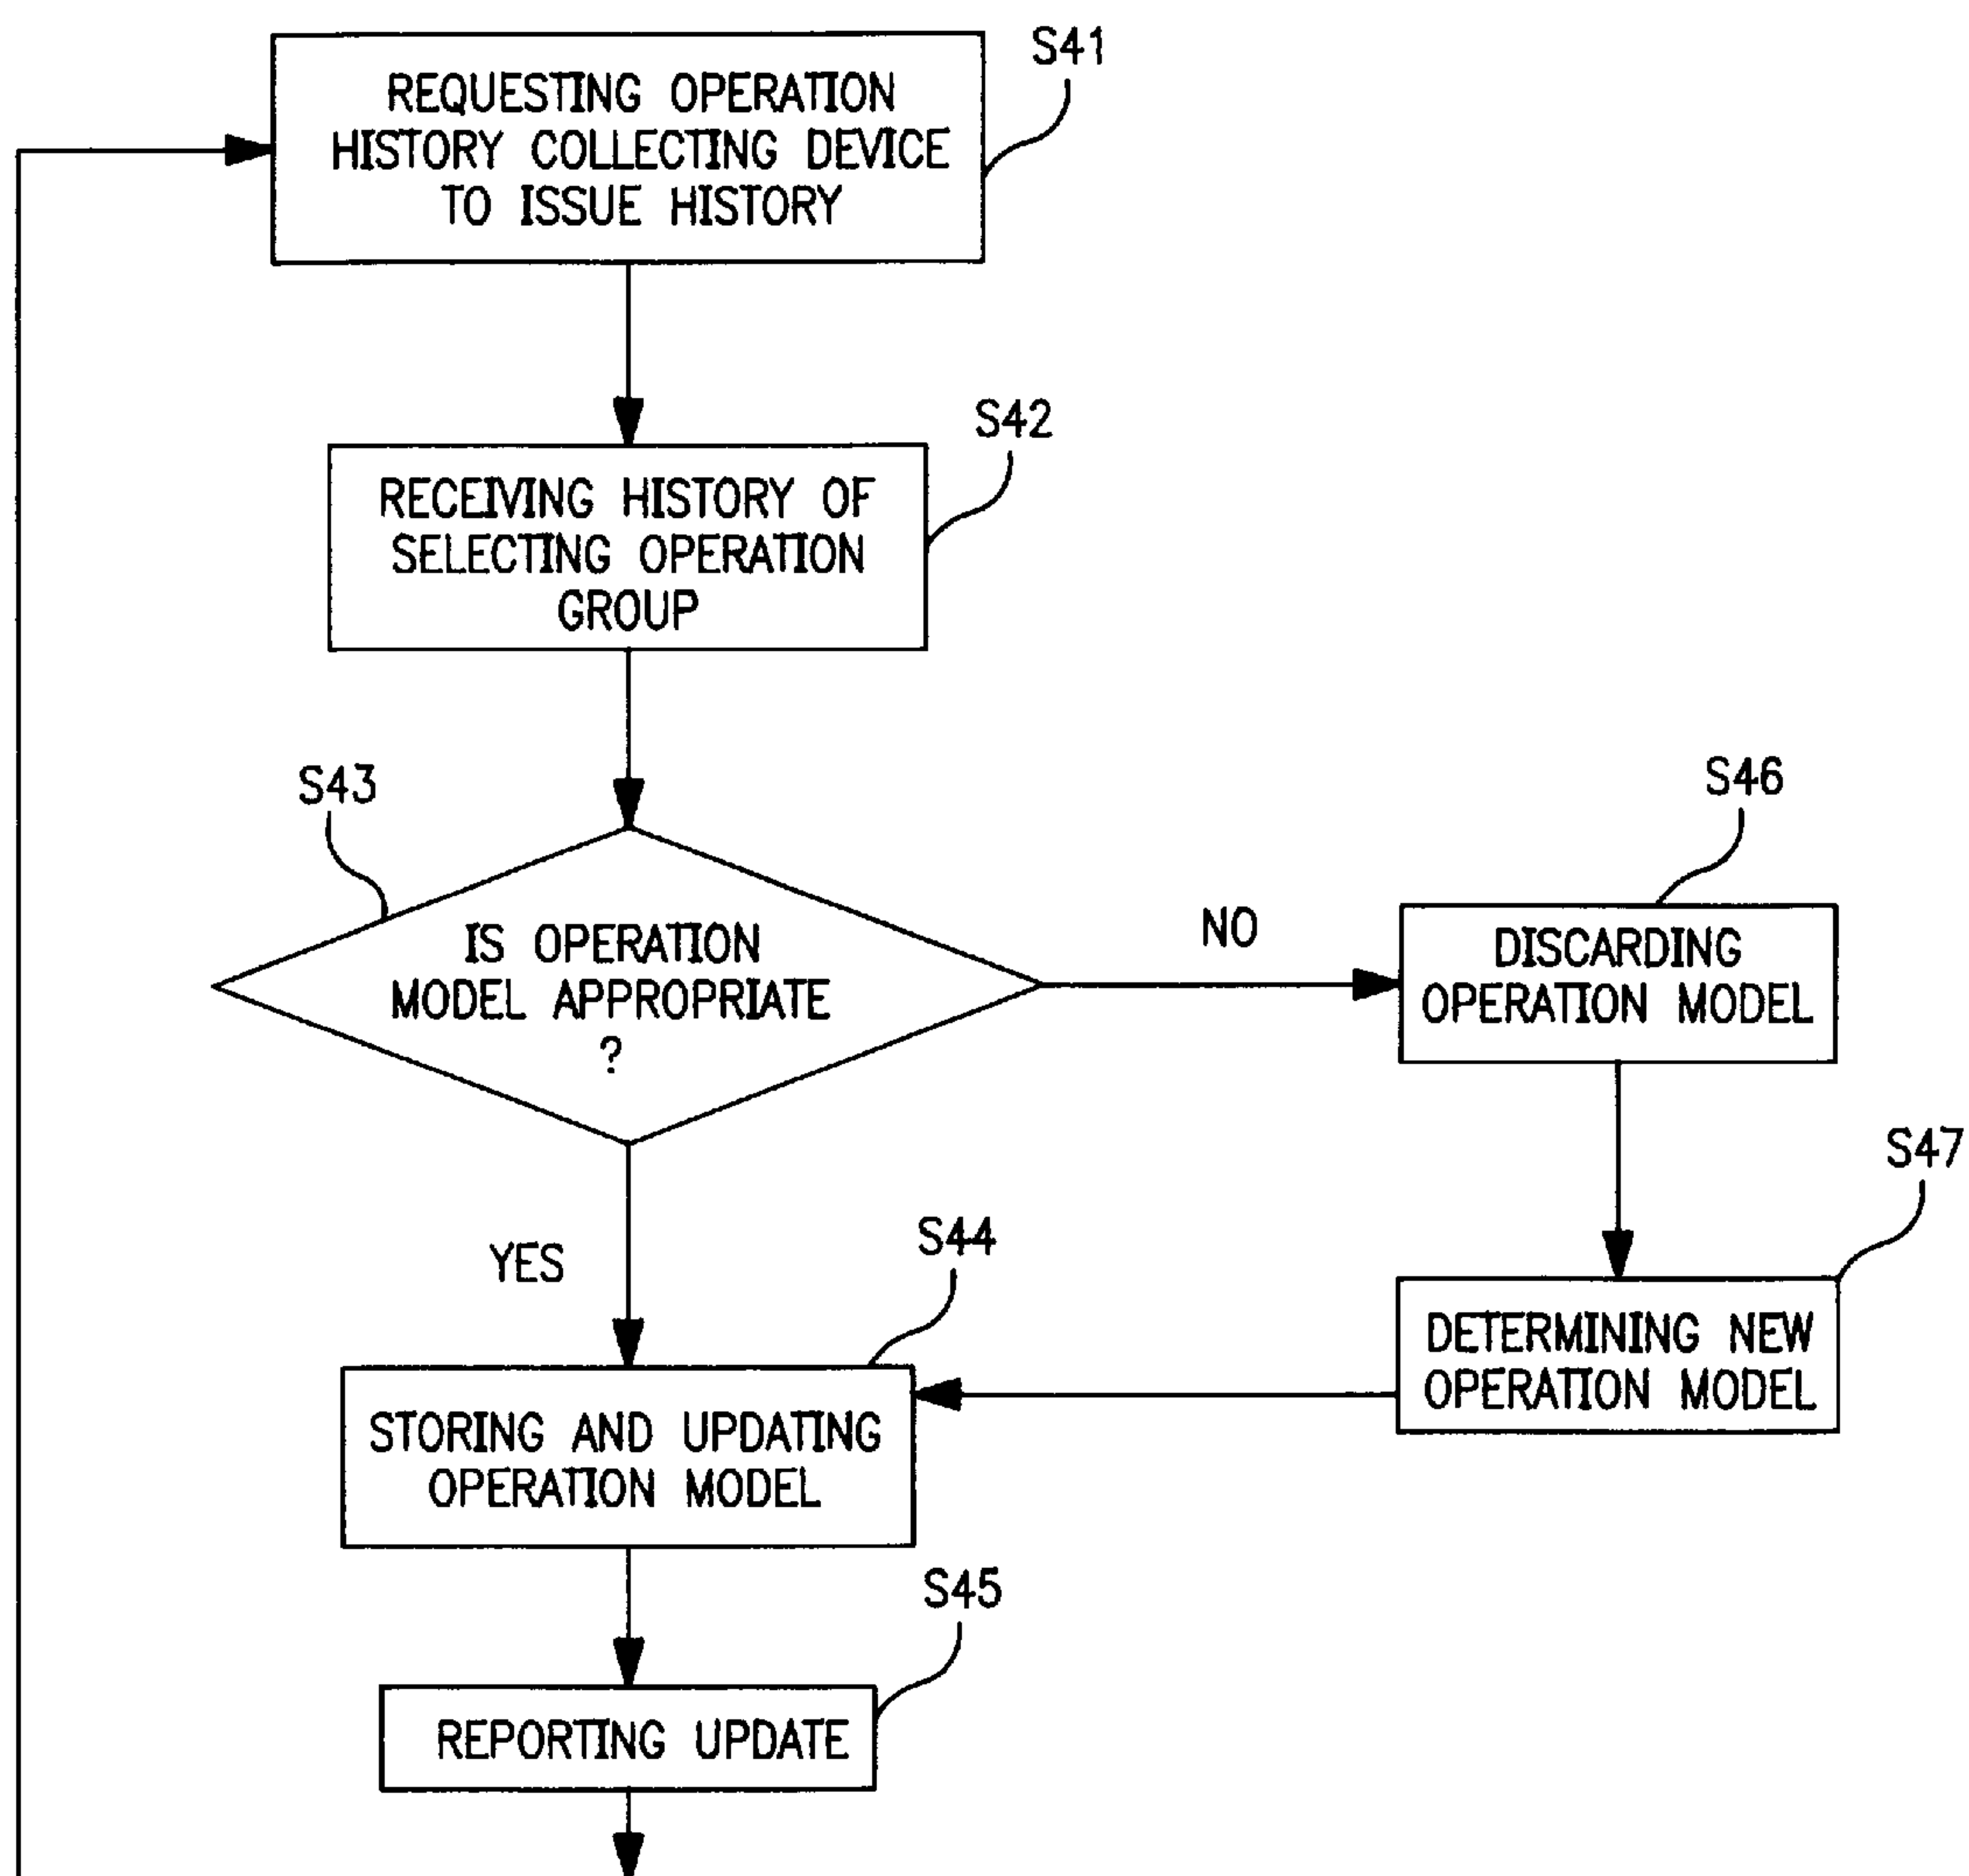 S41
REQUESTING OPERATION
HISTORY COLLECTING DEVICE
TO ISSUE HISTORY
S42
RECEIVING HISTORY OF
SELECTING OPERATION
GROUP
S43
IS OPERATION
MODEL APPROPRIATE
?
NO
S46
DISCARDING
OPERATION MODEL
S47
DETERMINING NEW
OPERATION MODEL
YES
S44
STORING AND UPDATING
OPERATION MODEL
S45
REPORTING UPDATE